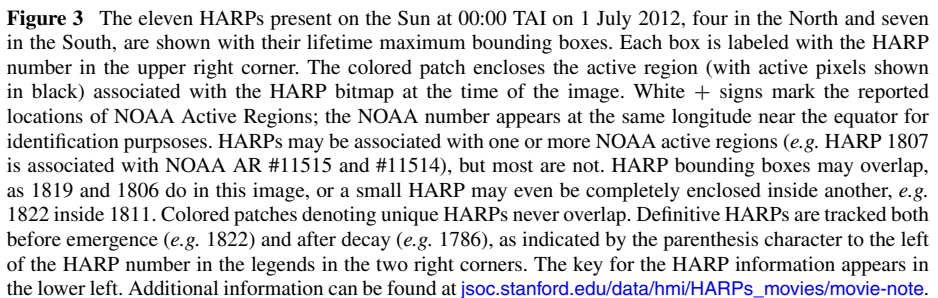 Figure 3 The eleven HARPs present on the Sun at 00:00 TAI on 1 July 2012, four in the North and seven
in the South, are shown with their lifetime maximum bounding boxes. Each box is labeled with the HARP
number in the upper right corner. The colored patch encloses the active region (with active pixels shown
in black) associated with the HARP bitmap at the time of the image. White + signs mark the reported
locations of NOAA Active Regions; the NOAA number appears at the same longitude near the equator for
identification purpsoses. HARPs may be associated with one or more NOAA active regions (e.g. HARP 1807
is associated with NOAA AR #11515 and #11514), but most are not. HARP bounding boxes may overlap,
as 1819 and 1806 do in this image, or a small HARP may even be completely enclosed inside another, e.g.
1822 inside 1811. Colored patches denoting unique HARPs never overlap. Definitive HARPs are tracked both
before emergence (e.g. 1822) and after decay (e.g. 1786), as indicated by the parenthesis character to the left
of the HARP number in the legends in the two right corners. The key for the HARP information appears in
the lower left. Additional information can be found at jsoc.stanford.edu/data/hmi/HARPs_movies/movie-note.